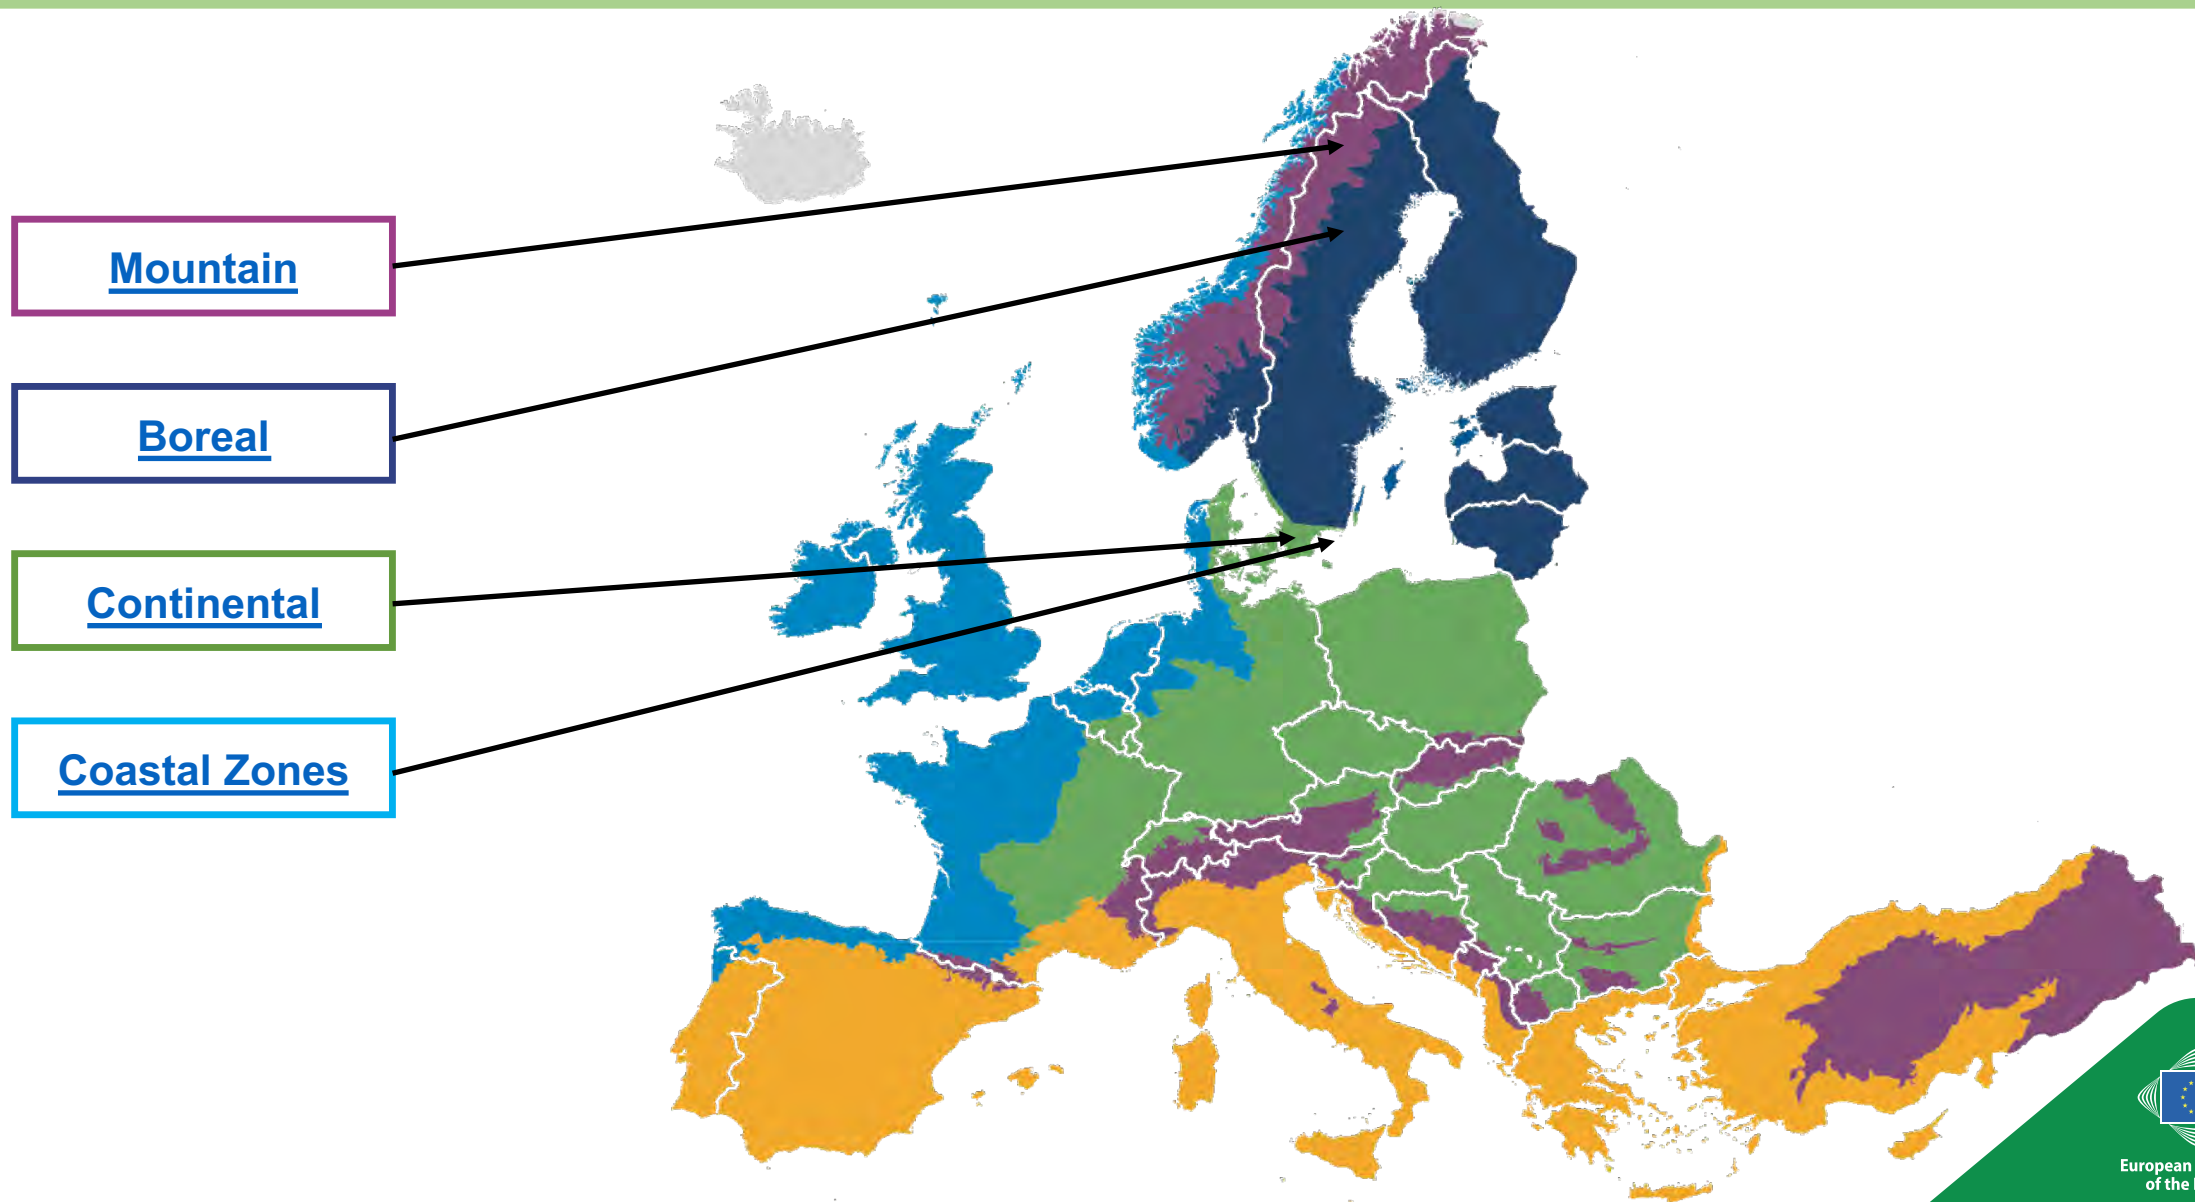 Mountain
Boreal
Continental
Coastal Zones
European
of the